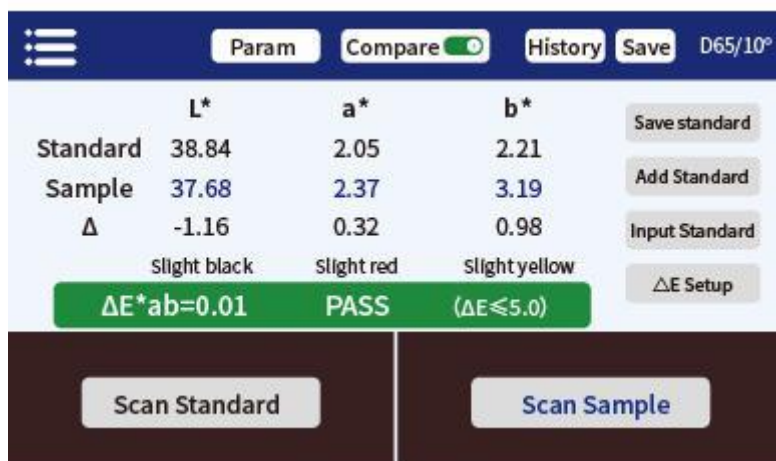 Param Compare History Save D65/10°
L* a* b*
Standard 38.84 2.05 2.21
Sample 37.68 2.37 3.19
Δ -1.16 0.32 0.98
Slight black Slight red Slight yellow
ΔE*ab=0.01 PASS (ΔE≤5.0)
Save standard
Add Standard
Input Standard
△E Setup
Scan Standard Scan Sample